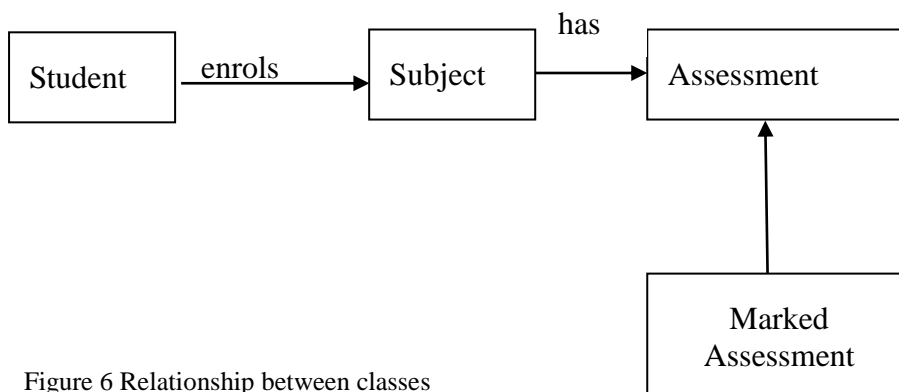 has
Student
enrols
Subject
Assessment
Marked
Assessment
Figure 6 Relationship between classes